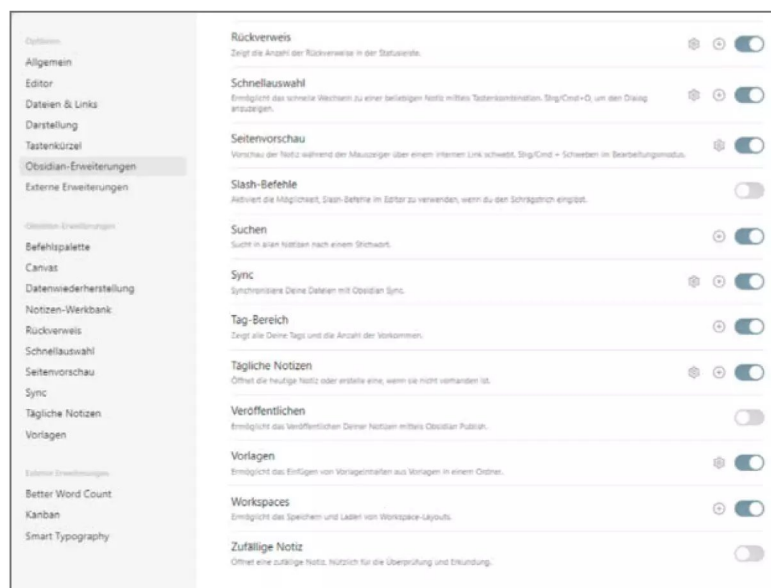 Optionen
Allgemein
Editor
Dateien & Links
Darstellung
Tastenkürzel
Obsidian-Erweiterungen
Externe Erweiterungen
Obsidian-Erweiterungen
Befehlspalette
Canvas
Datenwiederherstellung
Notizen-Werkbank
Rückverweis
Schnellauswahl
Seitenvorschau
Sync
Tägliche Notizen
Vorlagen
Externe Erweiterungen
Better Word Count
Kanban
Smart Typography
Rückverweis
Zeigt die Anzahl der Rückverweise in der Statusleiste.
Schnellauswahl
Ermöglicht das schnelle Wechseln zu einer beliebigen Notiz mittels Tastenkombination. Strg/Cmd+O, um den Dialog
anzuzeigen.
Seitenvorschau
Vorschau der Notiz während der Mauszeiger über einem internen Link schwebt. Strg/Cmd + Schweben im Bearbeitungsmodus.
Slash-Befehle
Aktiviert die Möglichkeit, Slash-Befehle im Editor zu verwenden, wenn du den Schrägstrich eingibst.
Suchen
Sucht in allen Notizen nach einem Stichwort.
Sync
Synchronisiere Deine Dateien mit Obsidian Sync.
Tag-Bereich
Zeigt alle Deine Tags und die Anzahl der Vorkommen.
Tägliche Notizen
Öffnet die heutige Notiz oder erstelle eine, wenn sie nicht vorhanden ist.
Veröffentlichen
Ermöglicht das Veröffentlichen Deiner Notizen mittels Obsidian Publish.
Vorlagen
Ermöglicht das Einfügen von Vorlageinhalten aus Vorlagen in einem Ordner.
Workspaces
Ermöglicht das Speichern und Laden von Workspace-Layouts.
Zufällige Notiz
Öffnet eine zufällige Notiz. Nützlich für die Überprüfung und Erkundung.